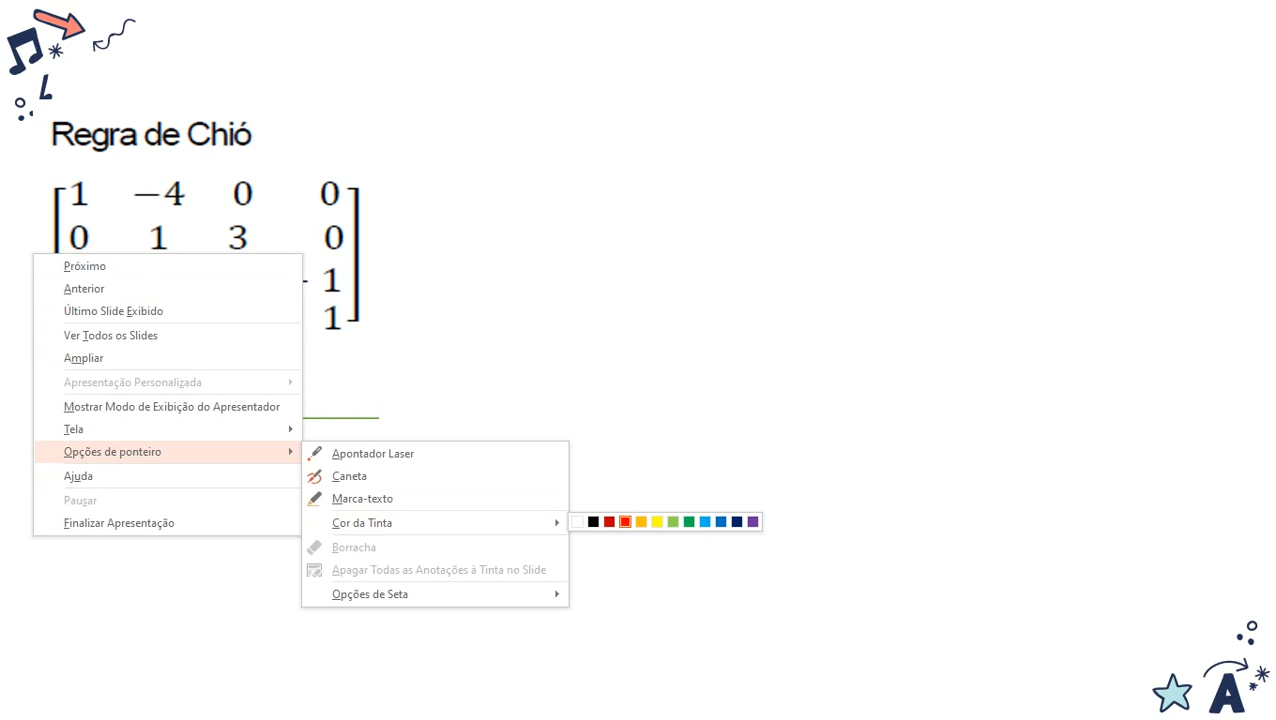 Regra de Chió
1 −4 0 0
0 1 3 0
- 1
1
Próximo
Anterior
Último Slide Exibido
Ver Todos os Slides
Ampliar
Apresentação Personalizada
Mostrar Modo de Exibição do Apresentador
Tela
Opções de ponteiro
Ajuda
Pausar
Finalizar Apresentação
Apontador Laser
Caneta
Marca-texto
Cor da Tinta
Borracha
Apagar Todas as Anotações à Tinta no Slide
Opções de Seta
A